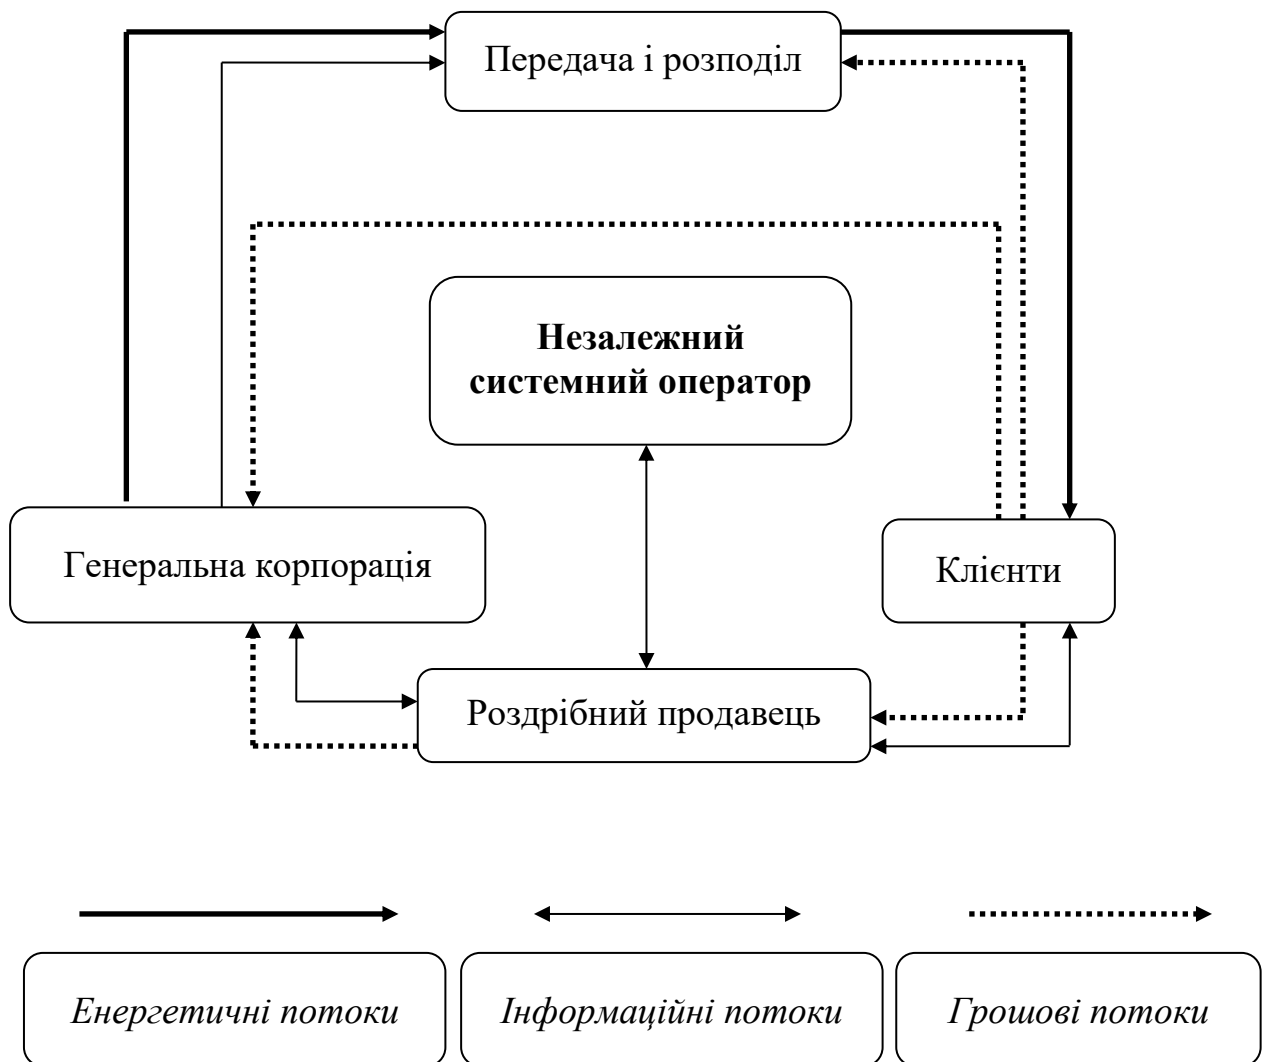 Передача і розподіл
Незалежний
системний оператор
Генеральна корпорація
Клієнти
Роздрібний продавець
Енергетичні потоки
Інформаційні потоки
Грошові потоки